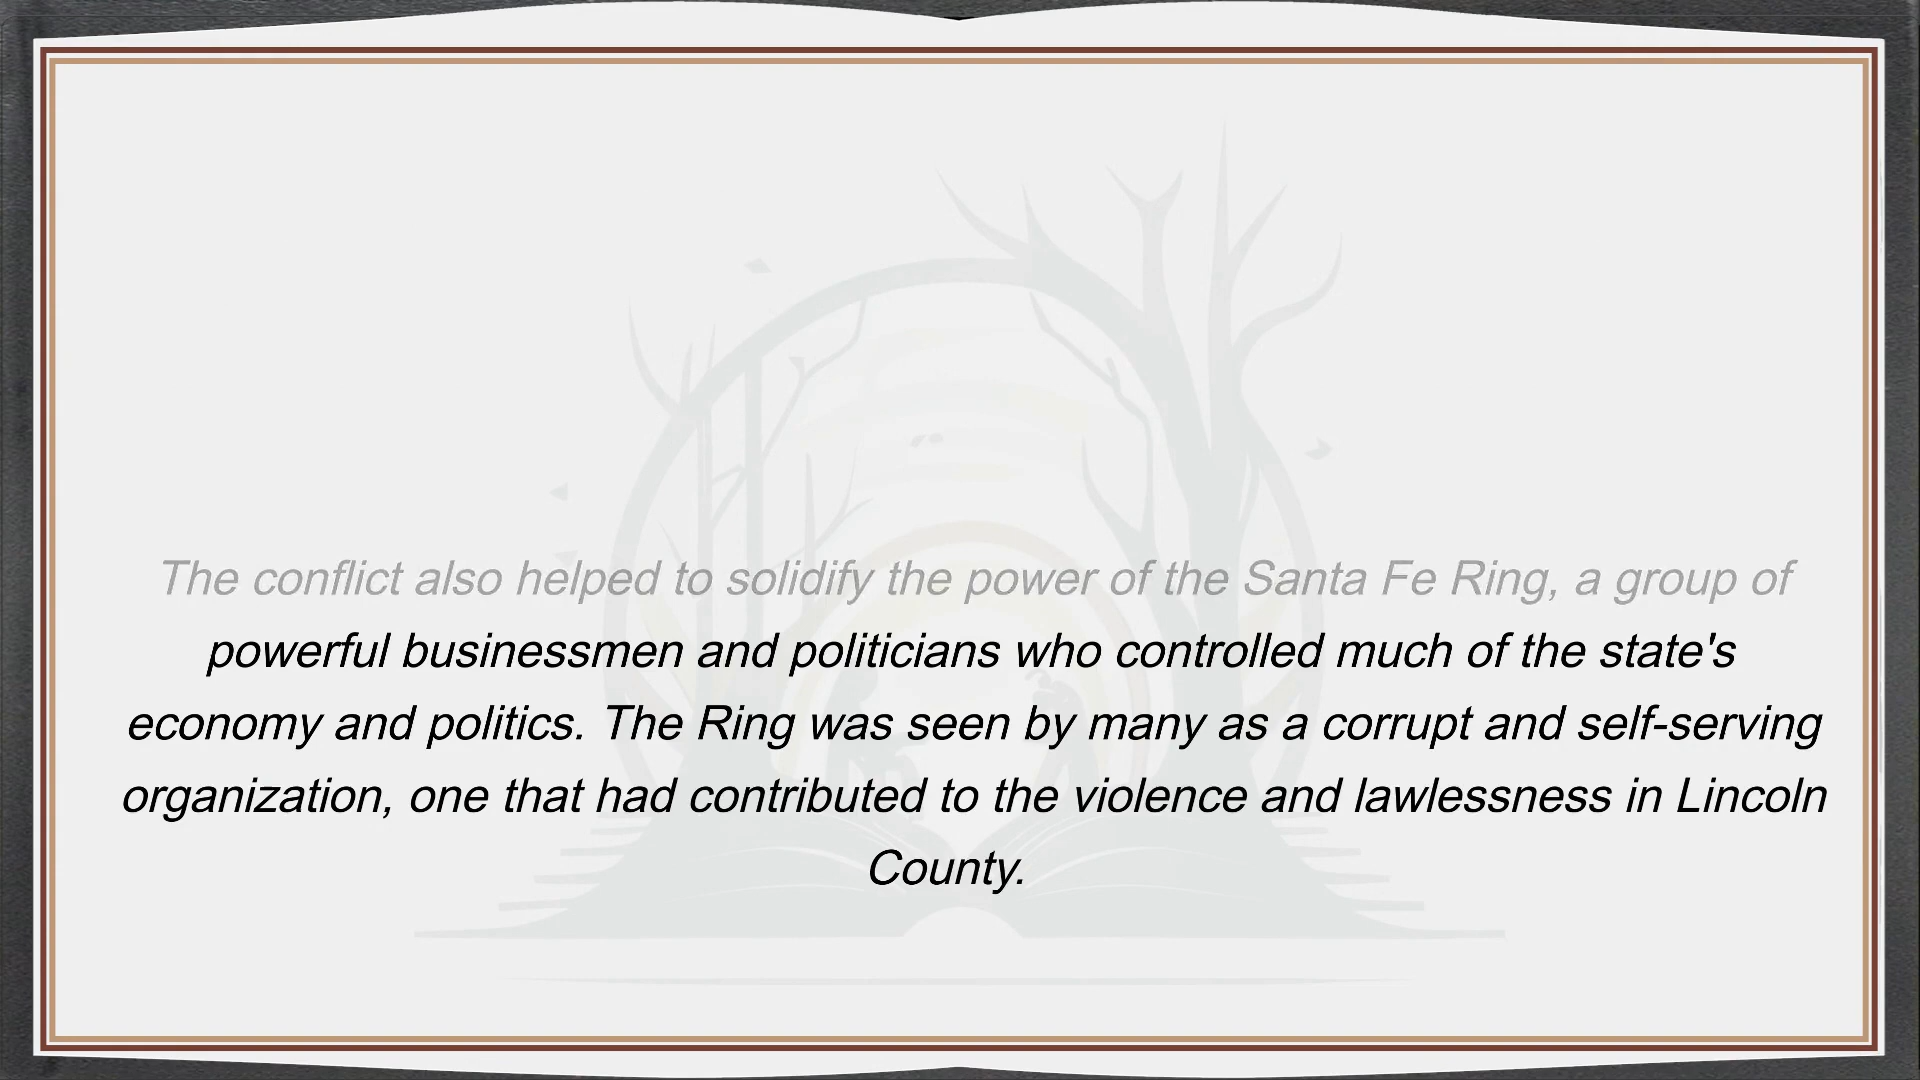 The conflict also helped to solidify the power of the Santa Fe Ring, a group of
powerful businessmen and politicians who controlled much of the state's
economy and politics. The Ring was seen by many as a corrupt and self-serving
organization, one that had contributed to the violence and lawlessness in Lincoln
County.